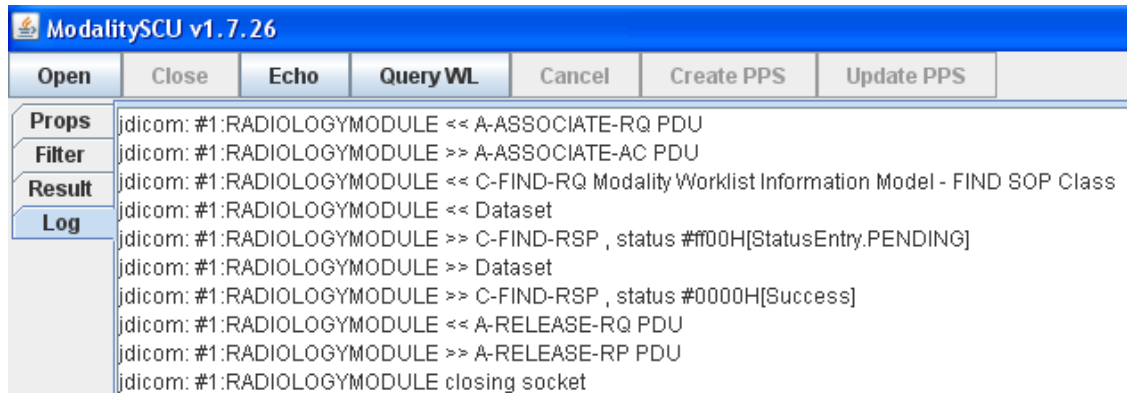 ModalitySCU v1.7.26
Open Close Echo Query WL Cancel Create PPS Update PPS
Props
Filter
Result
Log
jdicom: #1:RADIOLOGYMODULE << A-ASSOCIATE-RQ PDU
jdicom: #1:RADIOLOGYMODULE >> A-ASSOCIATE-AC PDU
jdicom: #1:RADIOLOGYMODULE << C-FIND-RQ Modality Worklist Information Model - FIND SOP Class
jdicom: #1:RADIOLOGYMODULE << Dataset
jdicom: #1:RADIOLOGYMODULE >> C-FIND-RSP , status #ff00H[StatusEntry.PENDING]
jdicom: #1:RADIOLOGYMODULE >> Dataset
jdicom: #1:RADIOLOGYMODULE >> C-FIND-RSP , status #0000H[Success]
jdicom: #1:RADIOLOGYMODULE << A-RELEASE-RQ PDU
jdicom: #1:RADIOLOGYMODULE >> A-RELEASE-RP PDU
jdicom: #1:RADIOLOGYMODULE closing socket